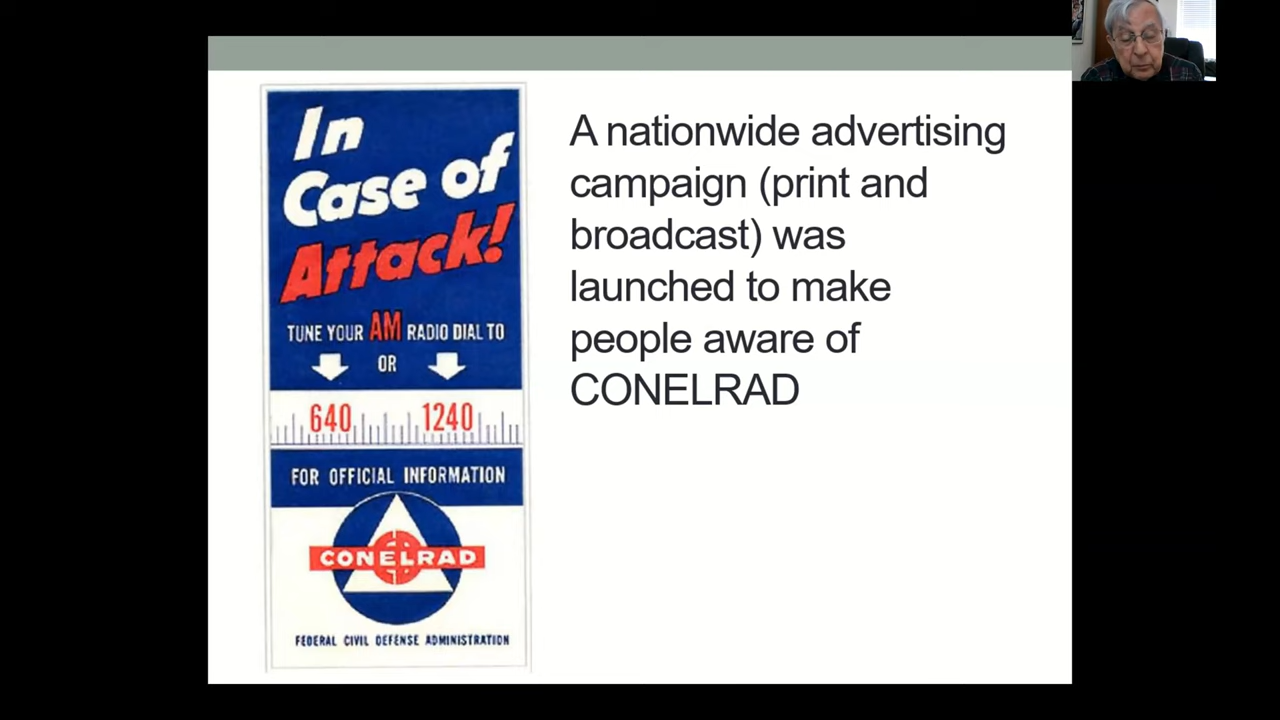 In
Case of
Attack!
TUNE YOUR AM RADIO DIAL TO
OR
640 1240
FOR OFFICIAL INFORMATION
CONELRAD
FEDERAL CIVIL DEFENSE ADMINISTRATION
A nationwide advertising
campaign (print and
broadcast) was
launched to make
people aware of
CONELRAD